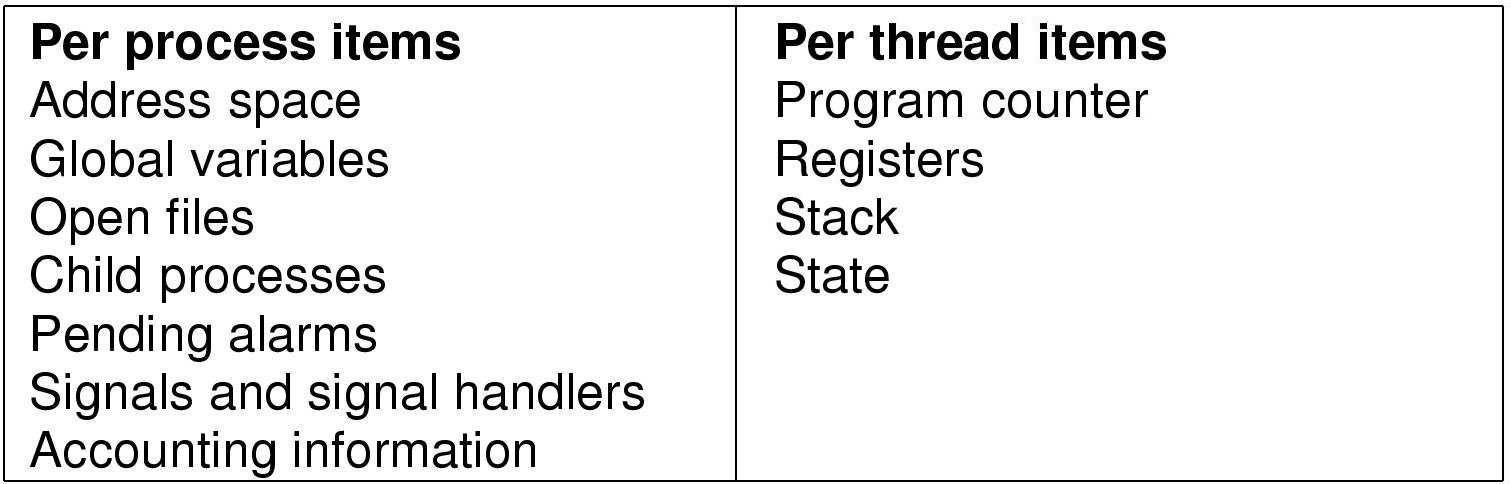 Per process items
Address space
Global variables
Open files
Child processes
Pending alarms
Signals and signal handlers
Accounting information
Per thread items
Program counter
Registers
Stack
State